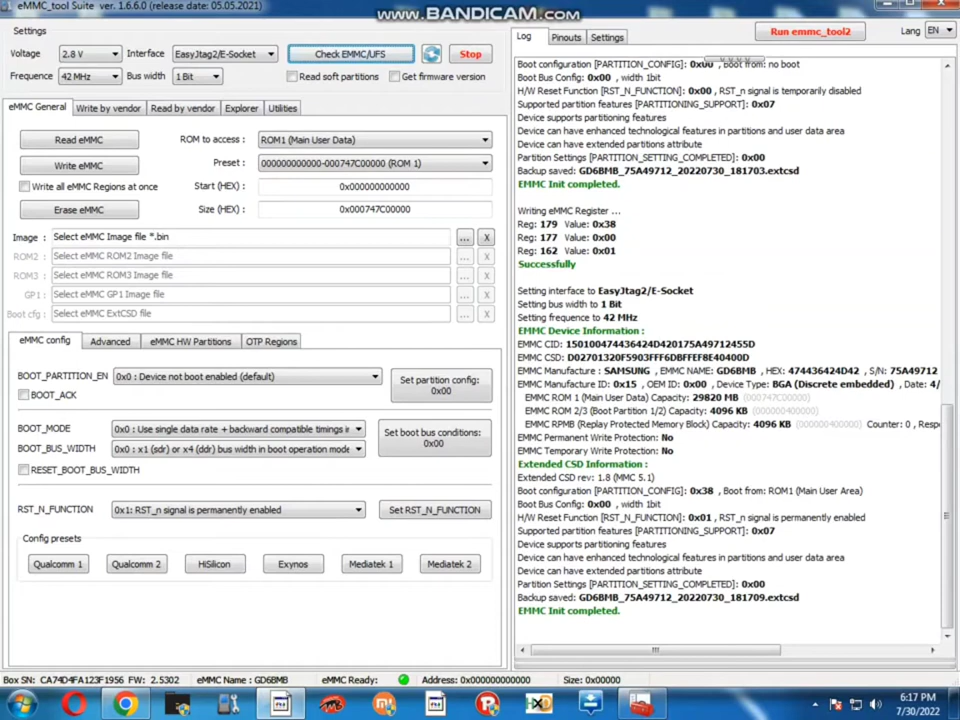 eMMC_tool Suite ver. 1.6.6.0 (release date: 05.05.2021)
www.BANDICAM.com
Settings
Voltage 2.8 V Interface EasyJtag2/E-Socket Check EMMC/UFS Stop
Frequence 42 MHz Bus width 1 Bit Read soft partitions Get firmware version
eMMC General Write by vendor Read by vendor Explorer Utilities
Read eMMC ROM to access : ROM1 (Main User Data)
Write eMMC Preset : 000000000000-000747C00000 (ROM 1)
Write all eMMC Regions at once Start (HEX) : 0x000000000000
Erase eMMC Size (HEX) : 0x000747C00000
Image : Select eMMC Image file *.bin ... X
ROM2 : Select eMMC ROM2 Image file ... X
ROM3 : Select eMMC ROM3 Image file ... X
GP1 : Select eMMC GP1 Image file ... X
Boot cfg : Select eMMC ExtCSD file ... X
eMMC config Advanced eMMC HW Partitions OTP Regions
BOOT_PARTITION_EN 0x0 : Device not boot enabled (default) Set partition config: 0x00
BOOT_ACK
BOOT_MODE 0x0 : Use single data rate + backward compatible timings in Set boot bus conditions: 0x00
BOOT_BUS_WIDTH 0x0 : x1 (sdr) or x4 (ddr) bus width in boot operation mode
RESET_BOOT_BUS_WIDTH
RST_N_FUNCTION 0x1: RST_n signal is permanently enabled Set RST_N_FUNCTION
Config presets
Qualcomm 1 Qualcomm 2 HiSilicon Exynos Mediatek 1 Mediatek 2
Run emmc_tool2 Lang EN
Log Pinouts Settings
Boot configuration [PARTITION_CONFIG]: 0x00 , Boot from: no boot
Boot Bus Config: 0x00 , width 1bit
H/W Reset Function [RST_N_FUNCTION]: 0x00 , RST_n signal is temporarily disabled
Supported partition features [PARTITIONING_SUPPORT]: 0x07
Device supports partitioning features
Device can have enhanced technological features in partitions and user data area
Device can have extended partitions attribute
Partition Settings [PARTITION_SETTING_COMPLETED]: 0x00
Backup saved: GD6BMB_75A49712_20220730_181703.extcsd
EMMC Init completed.
Writing eMMC Register ...
Reg: 179 Value: 0x38
Reg: 177 Value: 0x00
Reg: 162 Value: 0x01
Successfully
Setting interface to EasyJtag2/E-Socket
Setting bus width to 1 Bit
Setting frequence to 42 MHz
EMMC Device Information :
EMMC CID: 150100474436424D420175A49712455D
EMMC CSD: D02701320F5903FFF6DBFFEF8E40400D
EMMC Manufacture : SAMSUNG , EMMC NAME: GD6BMB , HEX: 474436424D42 , S/N: 75A49712
EMMC Manufacture ID: 0x15 , OEM ID: 0x00 , Device Type: BGA (Discrete embedded) , Date: 4/
EMMC ROM 1 (Main User Data) Capacity: 29820 MB (000747C00000)
EMMC ROM 2/3 (Boot Partition 1/2) Capacity: 4096 KB (000000400000)
EMMC RPMB (Replay Protected Memory Block) Capacity: 4096 KB (000000400000) Counter: 0 , Resp
EMMC Permanent Write Protection: No
EMMC Temporary Write Protection: No
Extended CSD Information :
Extended CSD rev: 1.8 (MMC 5.1)
Boot configuration [PARTITION_CONFIG]: 0x38 , Boot from: ROM1 (Main User Area)
Boot Bus Config: 0x00 , width 1bit
H/W Reset Function [RST_N_FUNCTION]: 0x01 , RST_n signal is permanently enabled
Supported partition features [PARTITIONING_SUPPORT]: 0x07
Device supports partitioning features
Device can have enhanced technological features in partitions and user data area
Device can have extended partitions attribute
Partition Settings [PARTITION_SETTING_COMPLETED]: 0x00
Backup saved: GD6BMB_75A49712_20220730_181709.extcsd
EMMC Init completed.
Box SN: CA74D4FA123F1956 FW: 2.5302 eMMC Name : GD6BMB eMMC Ready: Address: 0x000000000000 Size: 0x00000
6:17 PM
7/30/2022